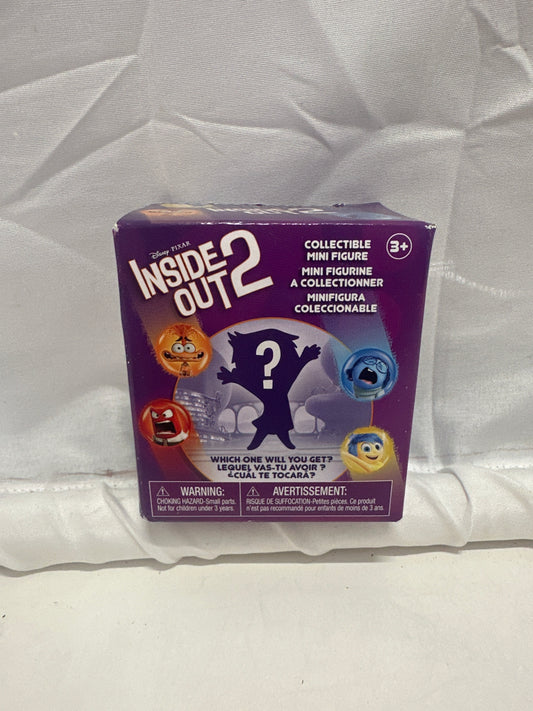 Disney PIXAR
INSIDE
OUT 2
COLLECTIBLE
MINI FIGURE
MINI FIGURINE
A COLLECTIONNER
MINIFIGURA
COLECCIONABLE
3+
?
WHICH ONE WILL YOU GET?
LEQUEL VAS-TU AVOIR ?
¿CUÁL TE TOCARÁ?
WARNING:
CHOKING HAZARD-Small parts.
Not for children under 3 years.
AVERTISSEMENT:
RISQUE DE SUFFOCATION-Petites pièces. Ce produit
n'est pas recommandé pour enfants de moins de 3 ans.